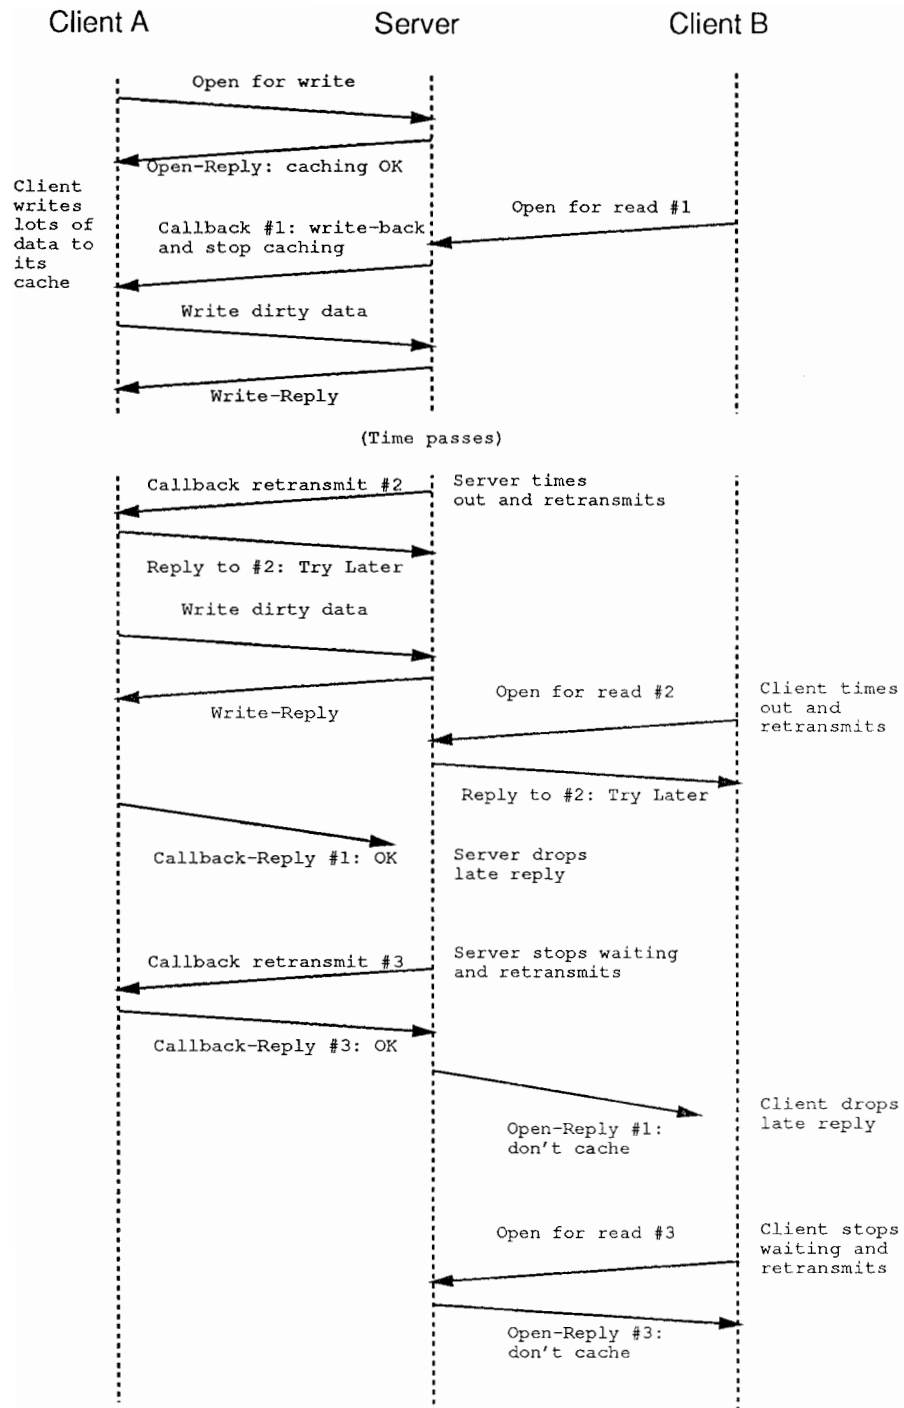 Client A
Server
Client B
Open for write
Open-Reply: caching OK
Client
writes
lots of
data to
its
cache
Open for read #1
Callback #1: write-back
and stop caching
Write dirty data
Write-Reply
(Time passes)
Callback retransmit #2
Server times
out and retransmits
Reply to #2: Try Later
Write dirty data
Write-Reply
Open for read #2
Client times
out and
retransmits
Reply to #2: Try Later
Callback-Reply #1: OK
Server drops
late reply
Callback retransmit #3
Server stops waiting
and retransmits
Callback-Reply #3: OK
Open-Reply #1:
don't cache
Client drops
late reply
Open for read #3
Client stops
waiting and
retransmits
Open-Reply #3:
don't cache